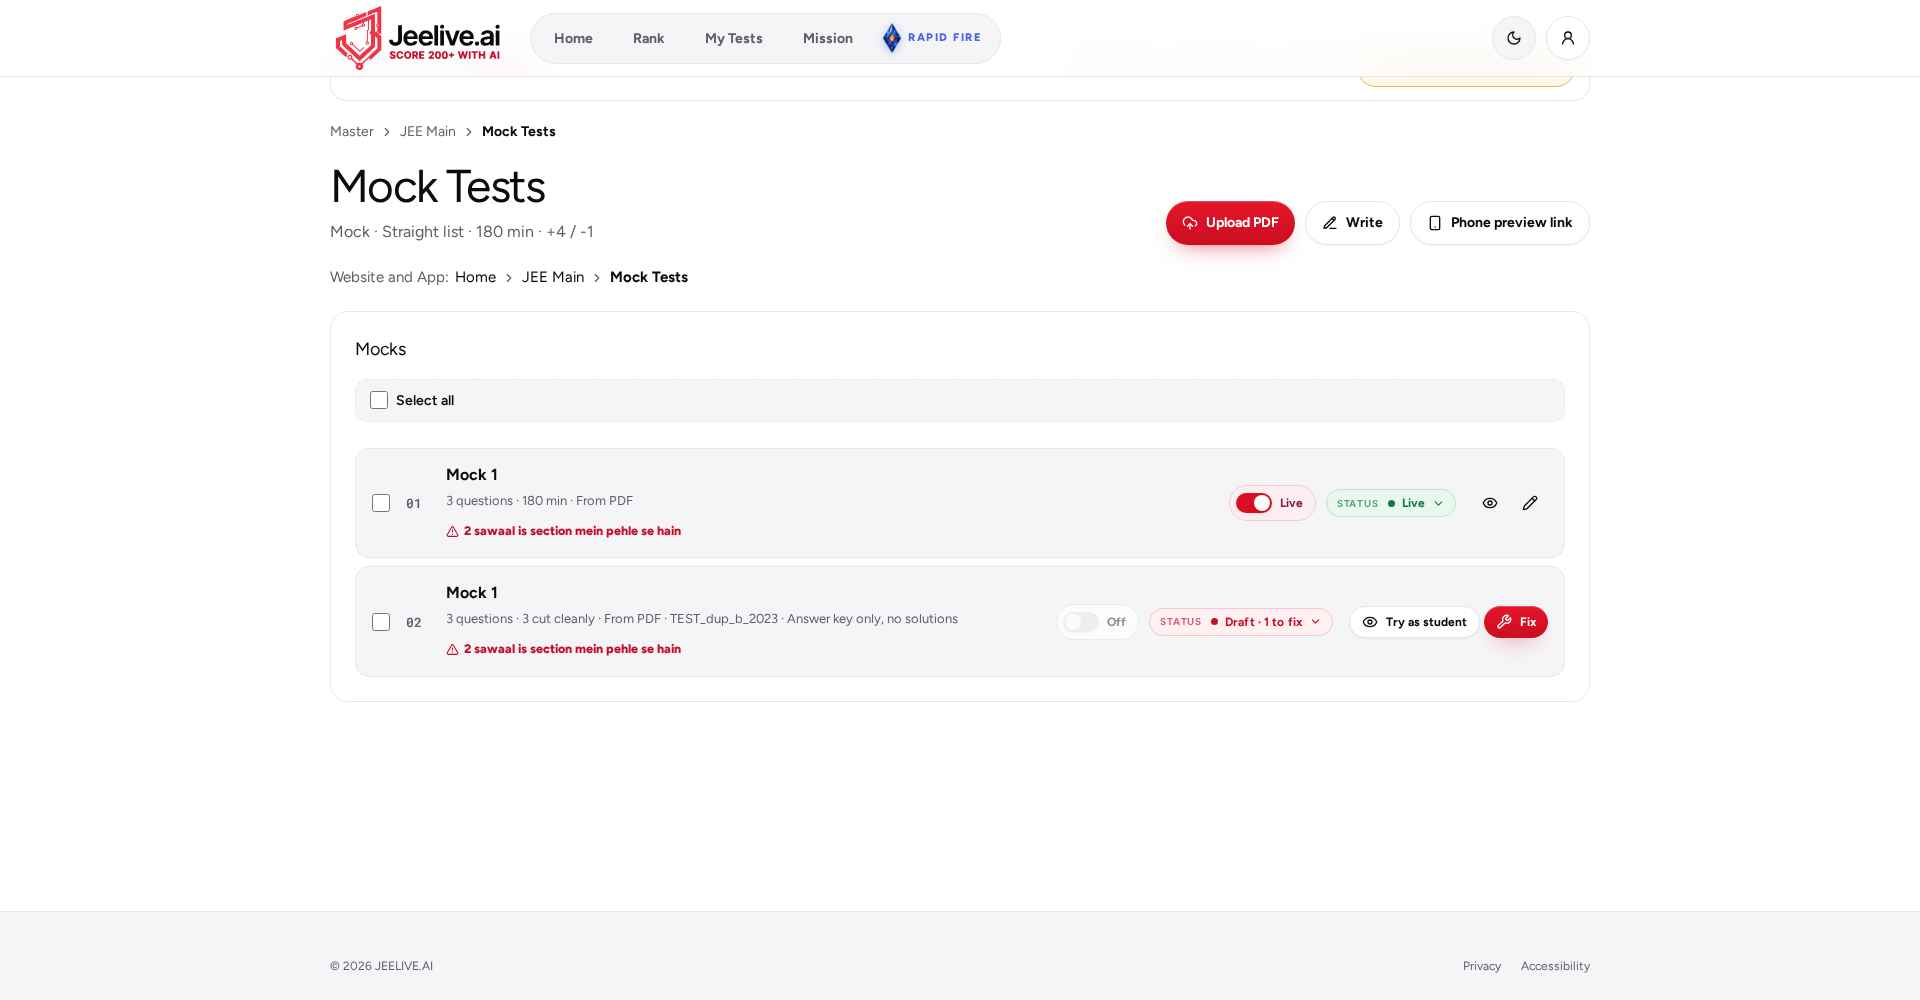 Jeelive.ai
SCORE 200+ WITH AI
Home
Rank
My Tests
Mission
RAPID FIRE
Master > JEE Main > Mock Tests
Mock Tests
Mock · Straight list · 180 min · +4 / -1
Upload PDF
Write
Phone preview link
Website and App: Home > JEE Main > Mock Tests
Mocks
Select all
01
Mock 1
3 questions · 180 min · From PDF
2 sawaal is section mein pehle se hain
Live
STATUS Live
02
Mock 1
3 questions · 3 cut cleanly · From PDF · TEST_dup_b_2023 · Answer key only, no solutions
2 sawaal is section mein pehle se hain
Off
STATUS Draft · 1 to fix
Try as student
Fix
© 2026 JEELIVE.AI
Privacy
Accessibility